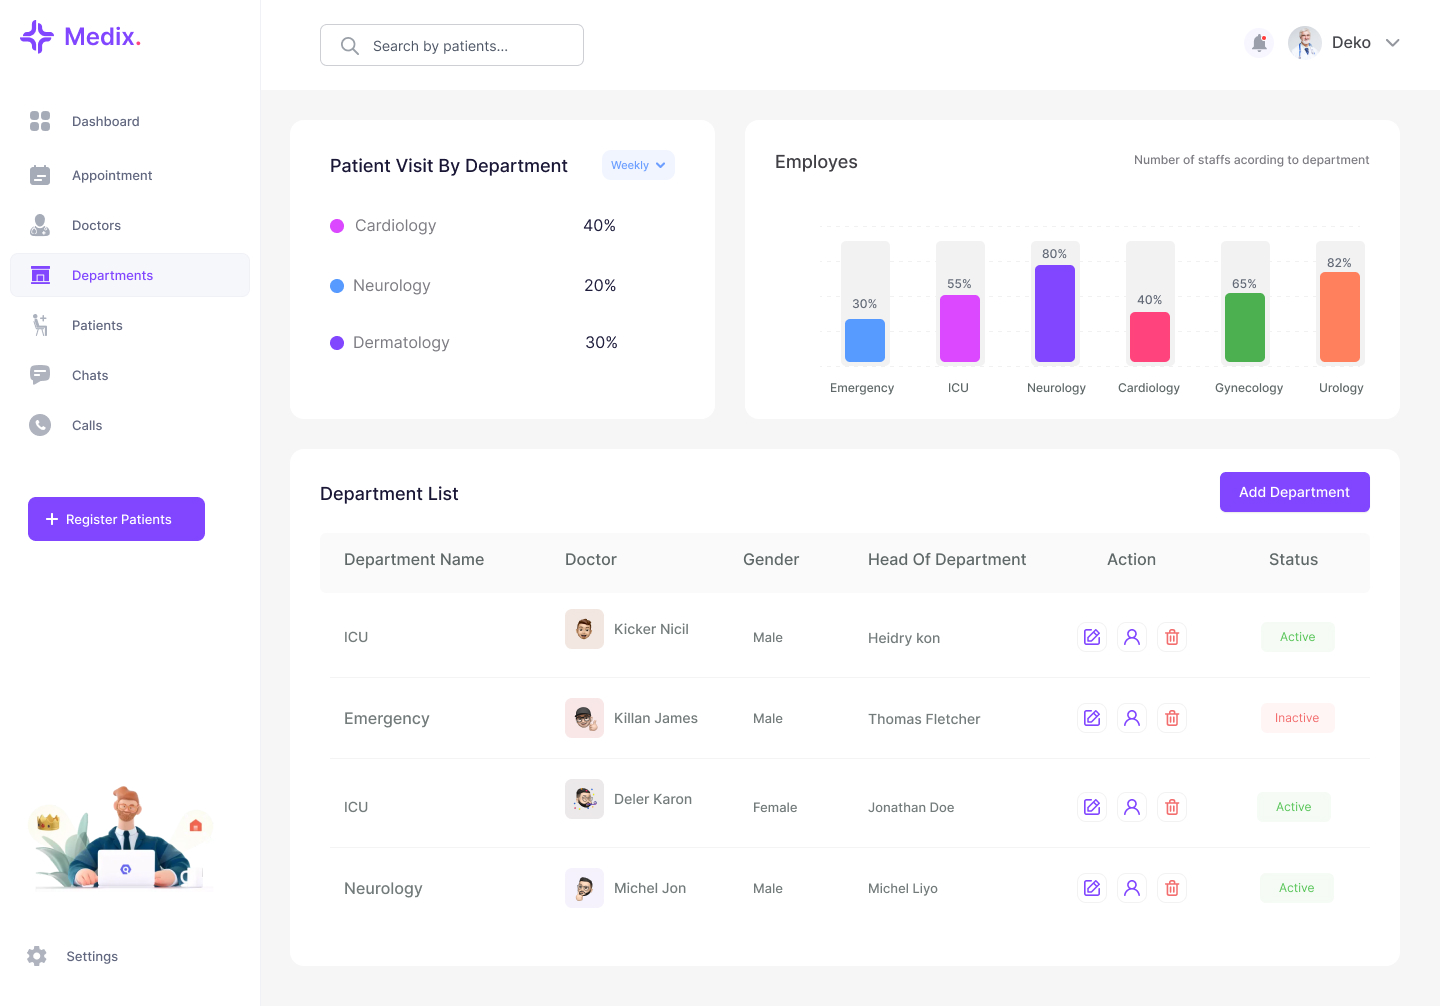 Medix.
Search by patients...
Deko
Dashboard
Appointment
Doctors
Departments
Patients
Chats
Calls
Register Patients
Settings
Patient Visit By Department
Weekly
Cardiology 40%
Neurology 20%
Dermatology 30%
Employes
Number of staffs acording to department
30% 55% 80% 40% 65% 82%
Emergency ICU Neurology Cardiology Gynecology Urology
Department List
Add Department
Department Name Doctor Gender Head Of Department Action Status
ICU Kicker Nicil Male Heidry kon Active
Emergency Killan James Male Thomas Fletcher Inactive
ICU Deler Karon Female Jonathan Doe Active
Neurology Michel Jon Male Michel Liyo Active